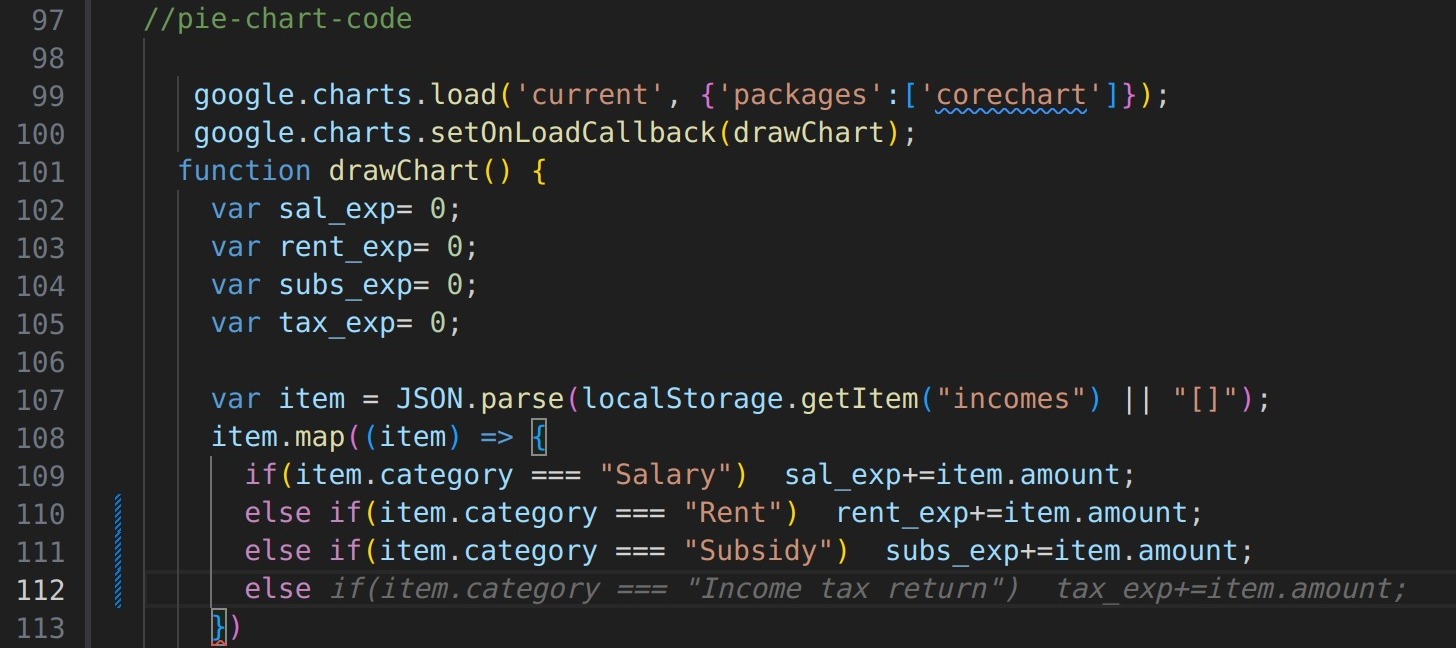 97 //pie-chart-code
98
99 google.charts.load('current', {'packages':['corechart']});
100 google.charts.setOnLoadCallback(drawChart);
101 function drawChart() {
102 var sal_exp= 0;
103 var rent_exp= 0;
104 var subs_exp= 0;
105 var tax_exp= 0;
106
107 var item = JSON.parse(localStorage.getItem("incomes") || "[]");
108 item.map((item) => {
109 if(item.category === "Salary")  sal_exp+=item.amount;
110 else if(item.category === "Rent")  rent_exp+=item.amount;
111 else if(item.category === "Subsidy")  subs_exp+=item.amount;
112 else if(item.category === "Income tax return")  tax_exp+=item.amount;
113 })